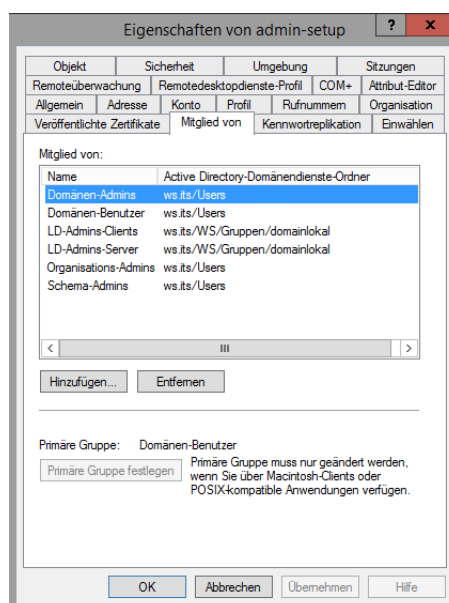 Eigenschaften von admin-setup
? x
Objekt Sicherheit Umgebung Sitzungen
Remoteüberwachung Remotedesktopdienste-Profil COM+ Attribut-Editor
Allgemein Adresse Konto Profil Rufnummern Organisation
Veröffentlichte Zertifikate Mitglied von Kennwortreplikation Einwählen
Mitglied von:
Name Active Directory-Domänendienste-Ordner
Domänen-Admins ws.its/Users
Domänen-Benutzer ws.its/Users
LD-Admins-Clients ws.its/WS/Gruppen/domainlokal
LD-Admins-Server ws.its/WS/Gruppen/domainlokal
Organisations-Admins ws.its/Users
Schema-Admins ws.its/Users
Hinzufügen... Entfernen
Primäre Gruppe: Domänen-Benutzer
Primäre Gruppe festlegen
Primäre Gruppe muss nur geändert werden,
wenn Sie über Macintosh-Clients oder
POSIX-kompatible Anwendungen verfügen.
OK Abbrechen Übernehmen Hilfe